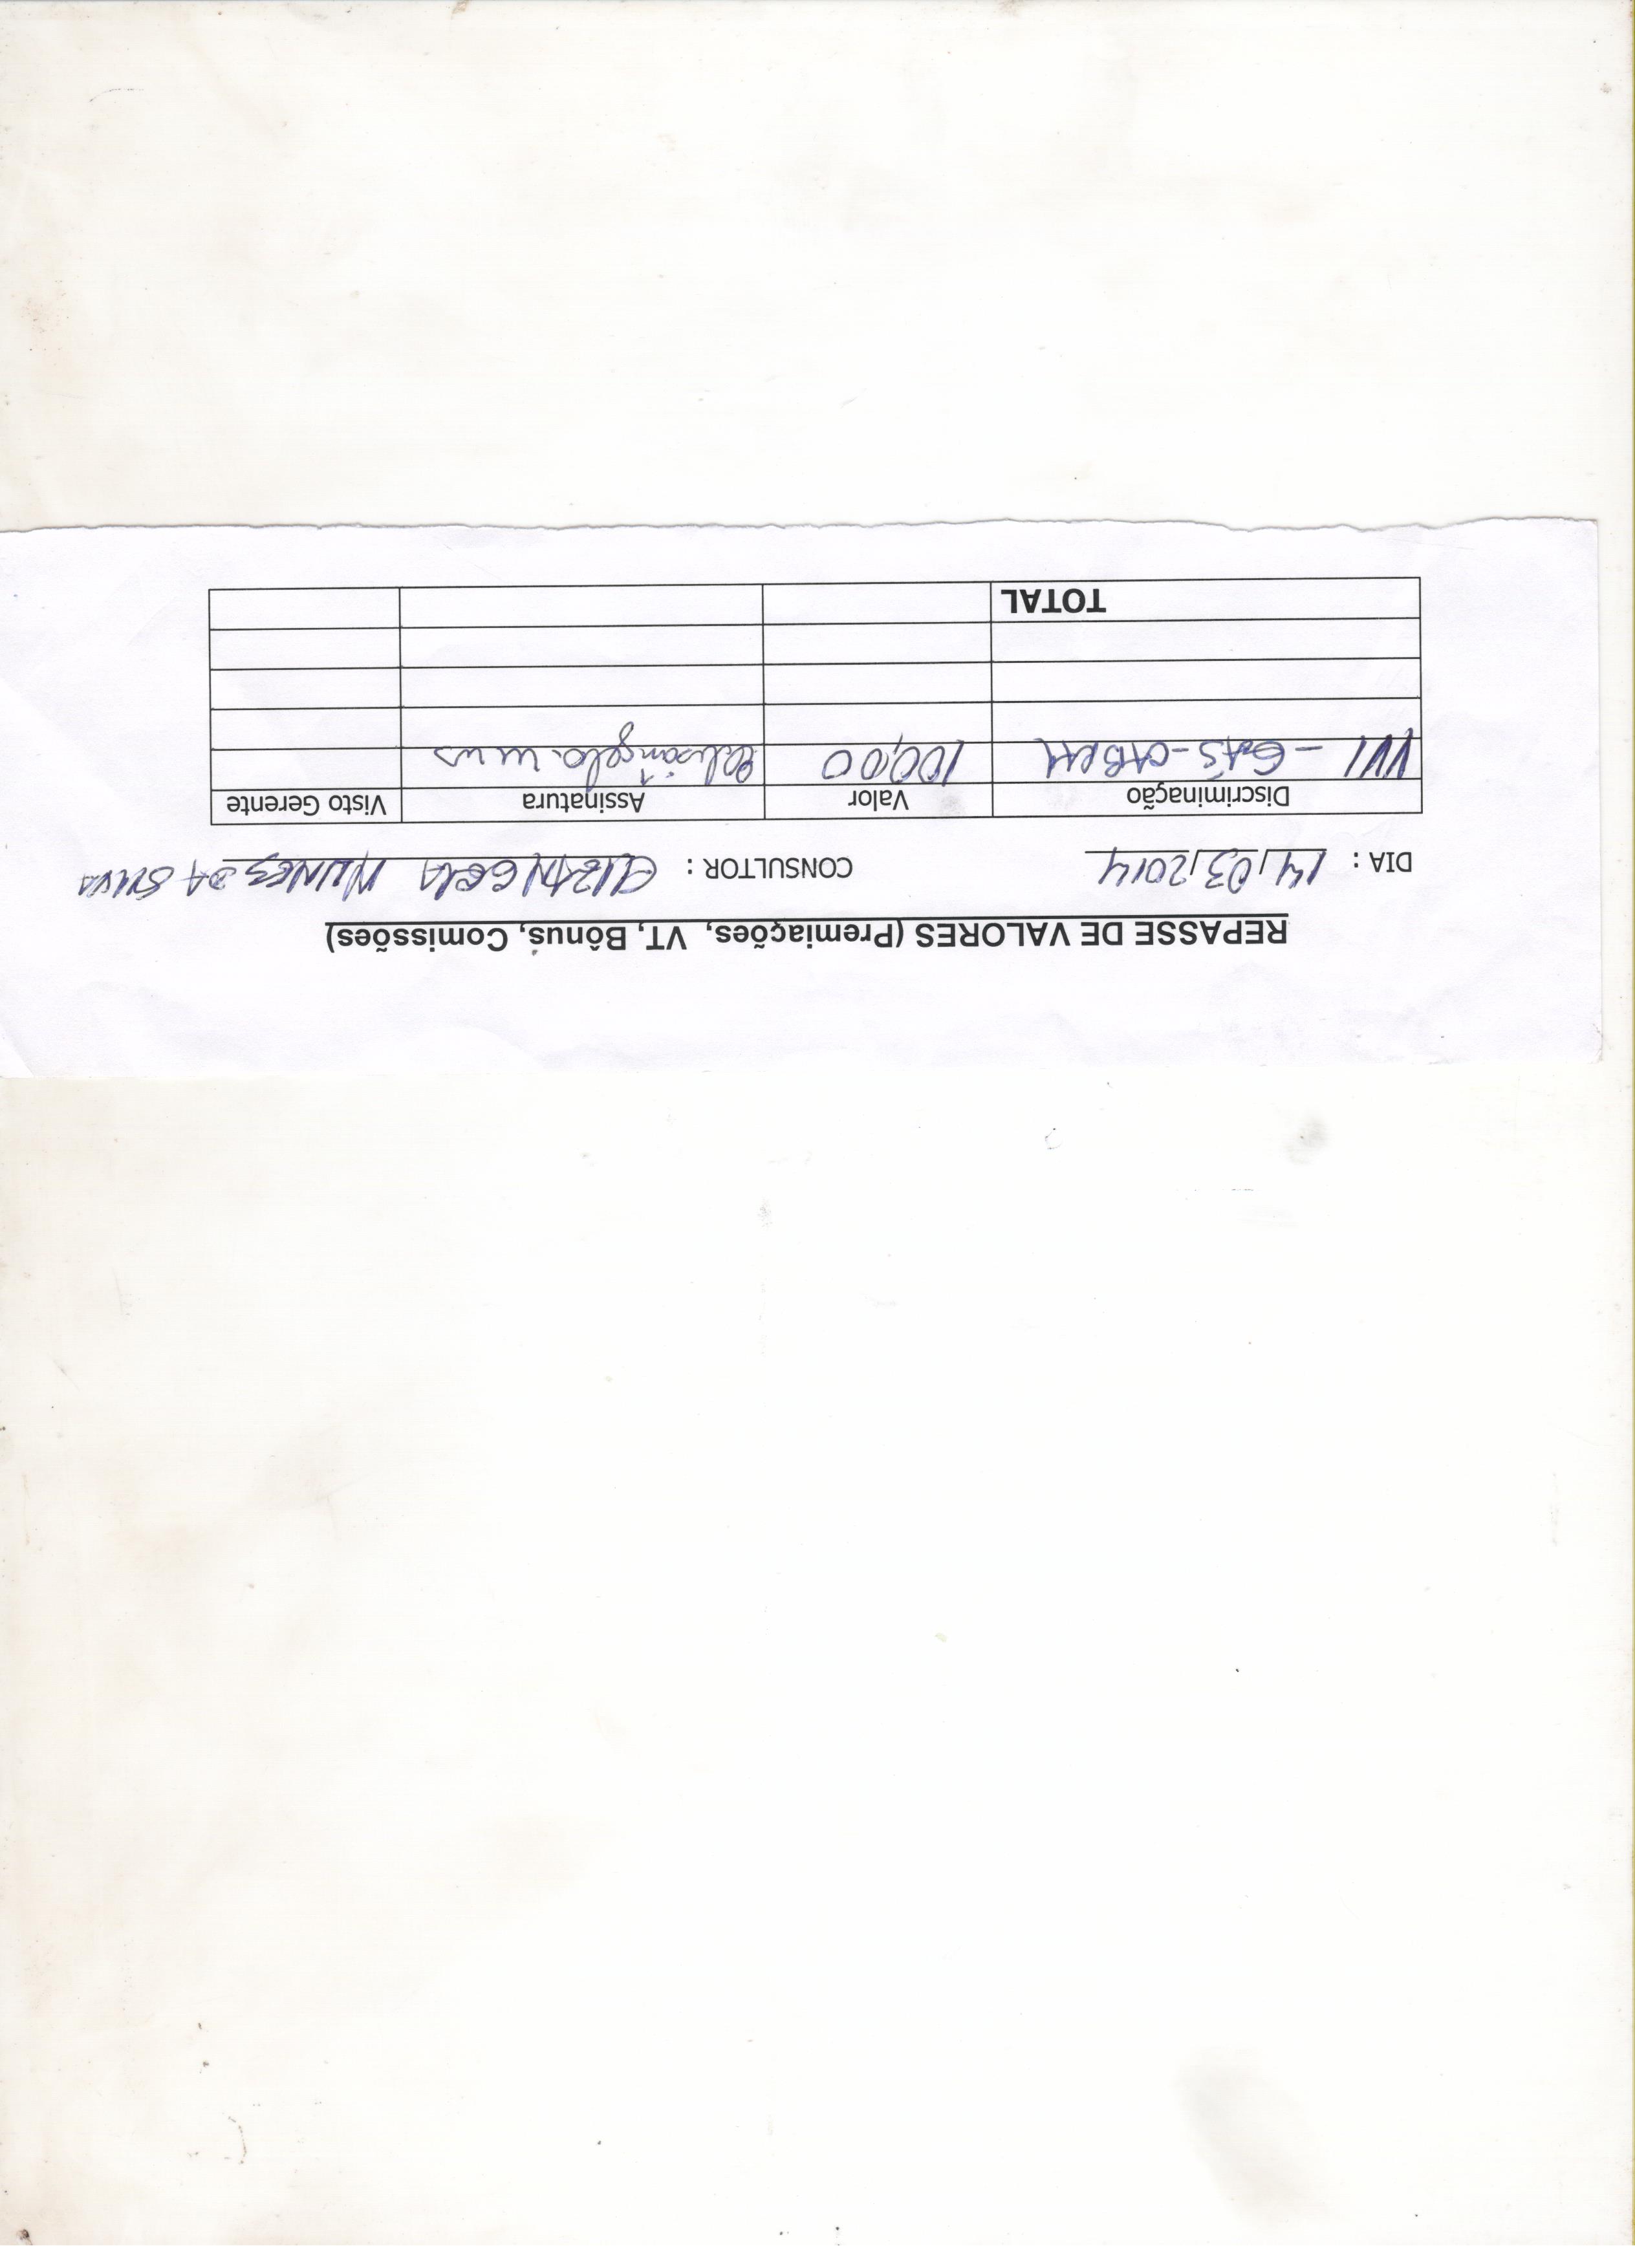 REPASSE DE VALORES (Premiações, VT, Bônus, Comissões)
DIA : 14/03/2014 CONSULTOR : ELIZANGELA NUNES DA SILVA
Discriminação Valor Assinatura Visto Gerente
VVI - GÁS - CABRAL 100,00 Elisângela
TOTAL